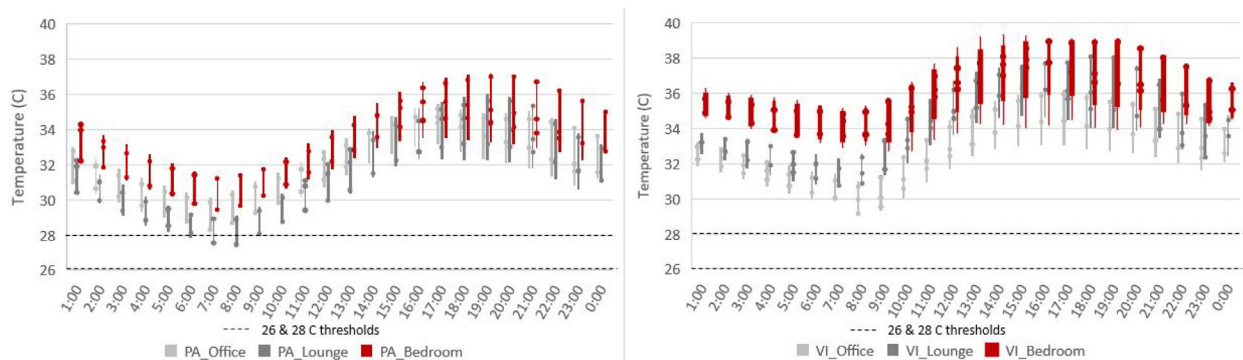 40
38
36
34
32
30
28
26
Temperature (C)
1:00 2:00 3:00 4:00 5:00 6:00 7:00 8:00 9:00 10:00 11:00 12:00 13:00 14:00 15:00 16:00 17:00 18:00 19:00 20:00 21:00 22:00 23:00 0:00
26 & 28 C thresholds
PA_Office PA_Lounge PA_Bedroom
40
38
36
34
32
30
28
26
Temperature (C)
1:00 2:00 3:00 4:00 5:00 6:00 7:00 8:00 9:00 10:00 11:00 12:00 13:00 14:00 15:00 16:00 17:00 18:00 19:00 20:00 21:00 22:00 23:00 0:00
26 & 28 C thresholds
VI_Office VI_Lounge VI_Bedroom